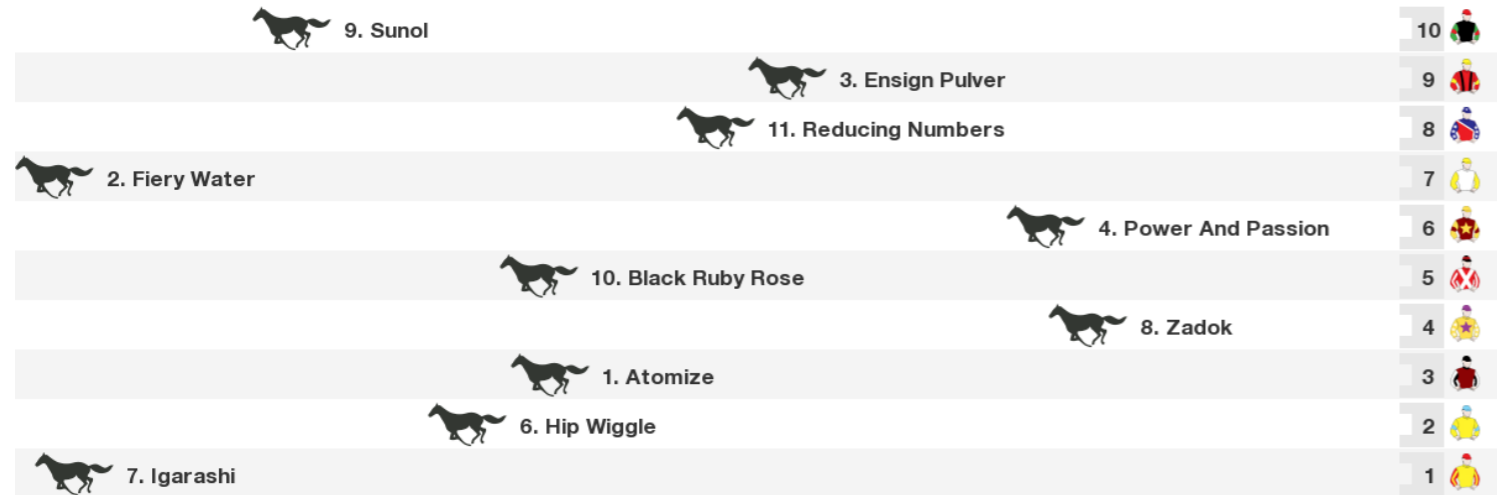 9. Sunol 10
3. Ensign Pulver 9
11. Reducing Numbers 8
2. Fiery Water 7
4. Power And Passion 6
10. Black Ruby Rose 5
8. Zadok 4
1. Atomize 3
6. Hip Wiggle 2
7. Igarashi 1